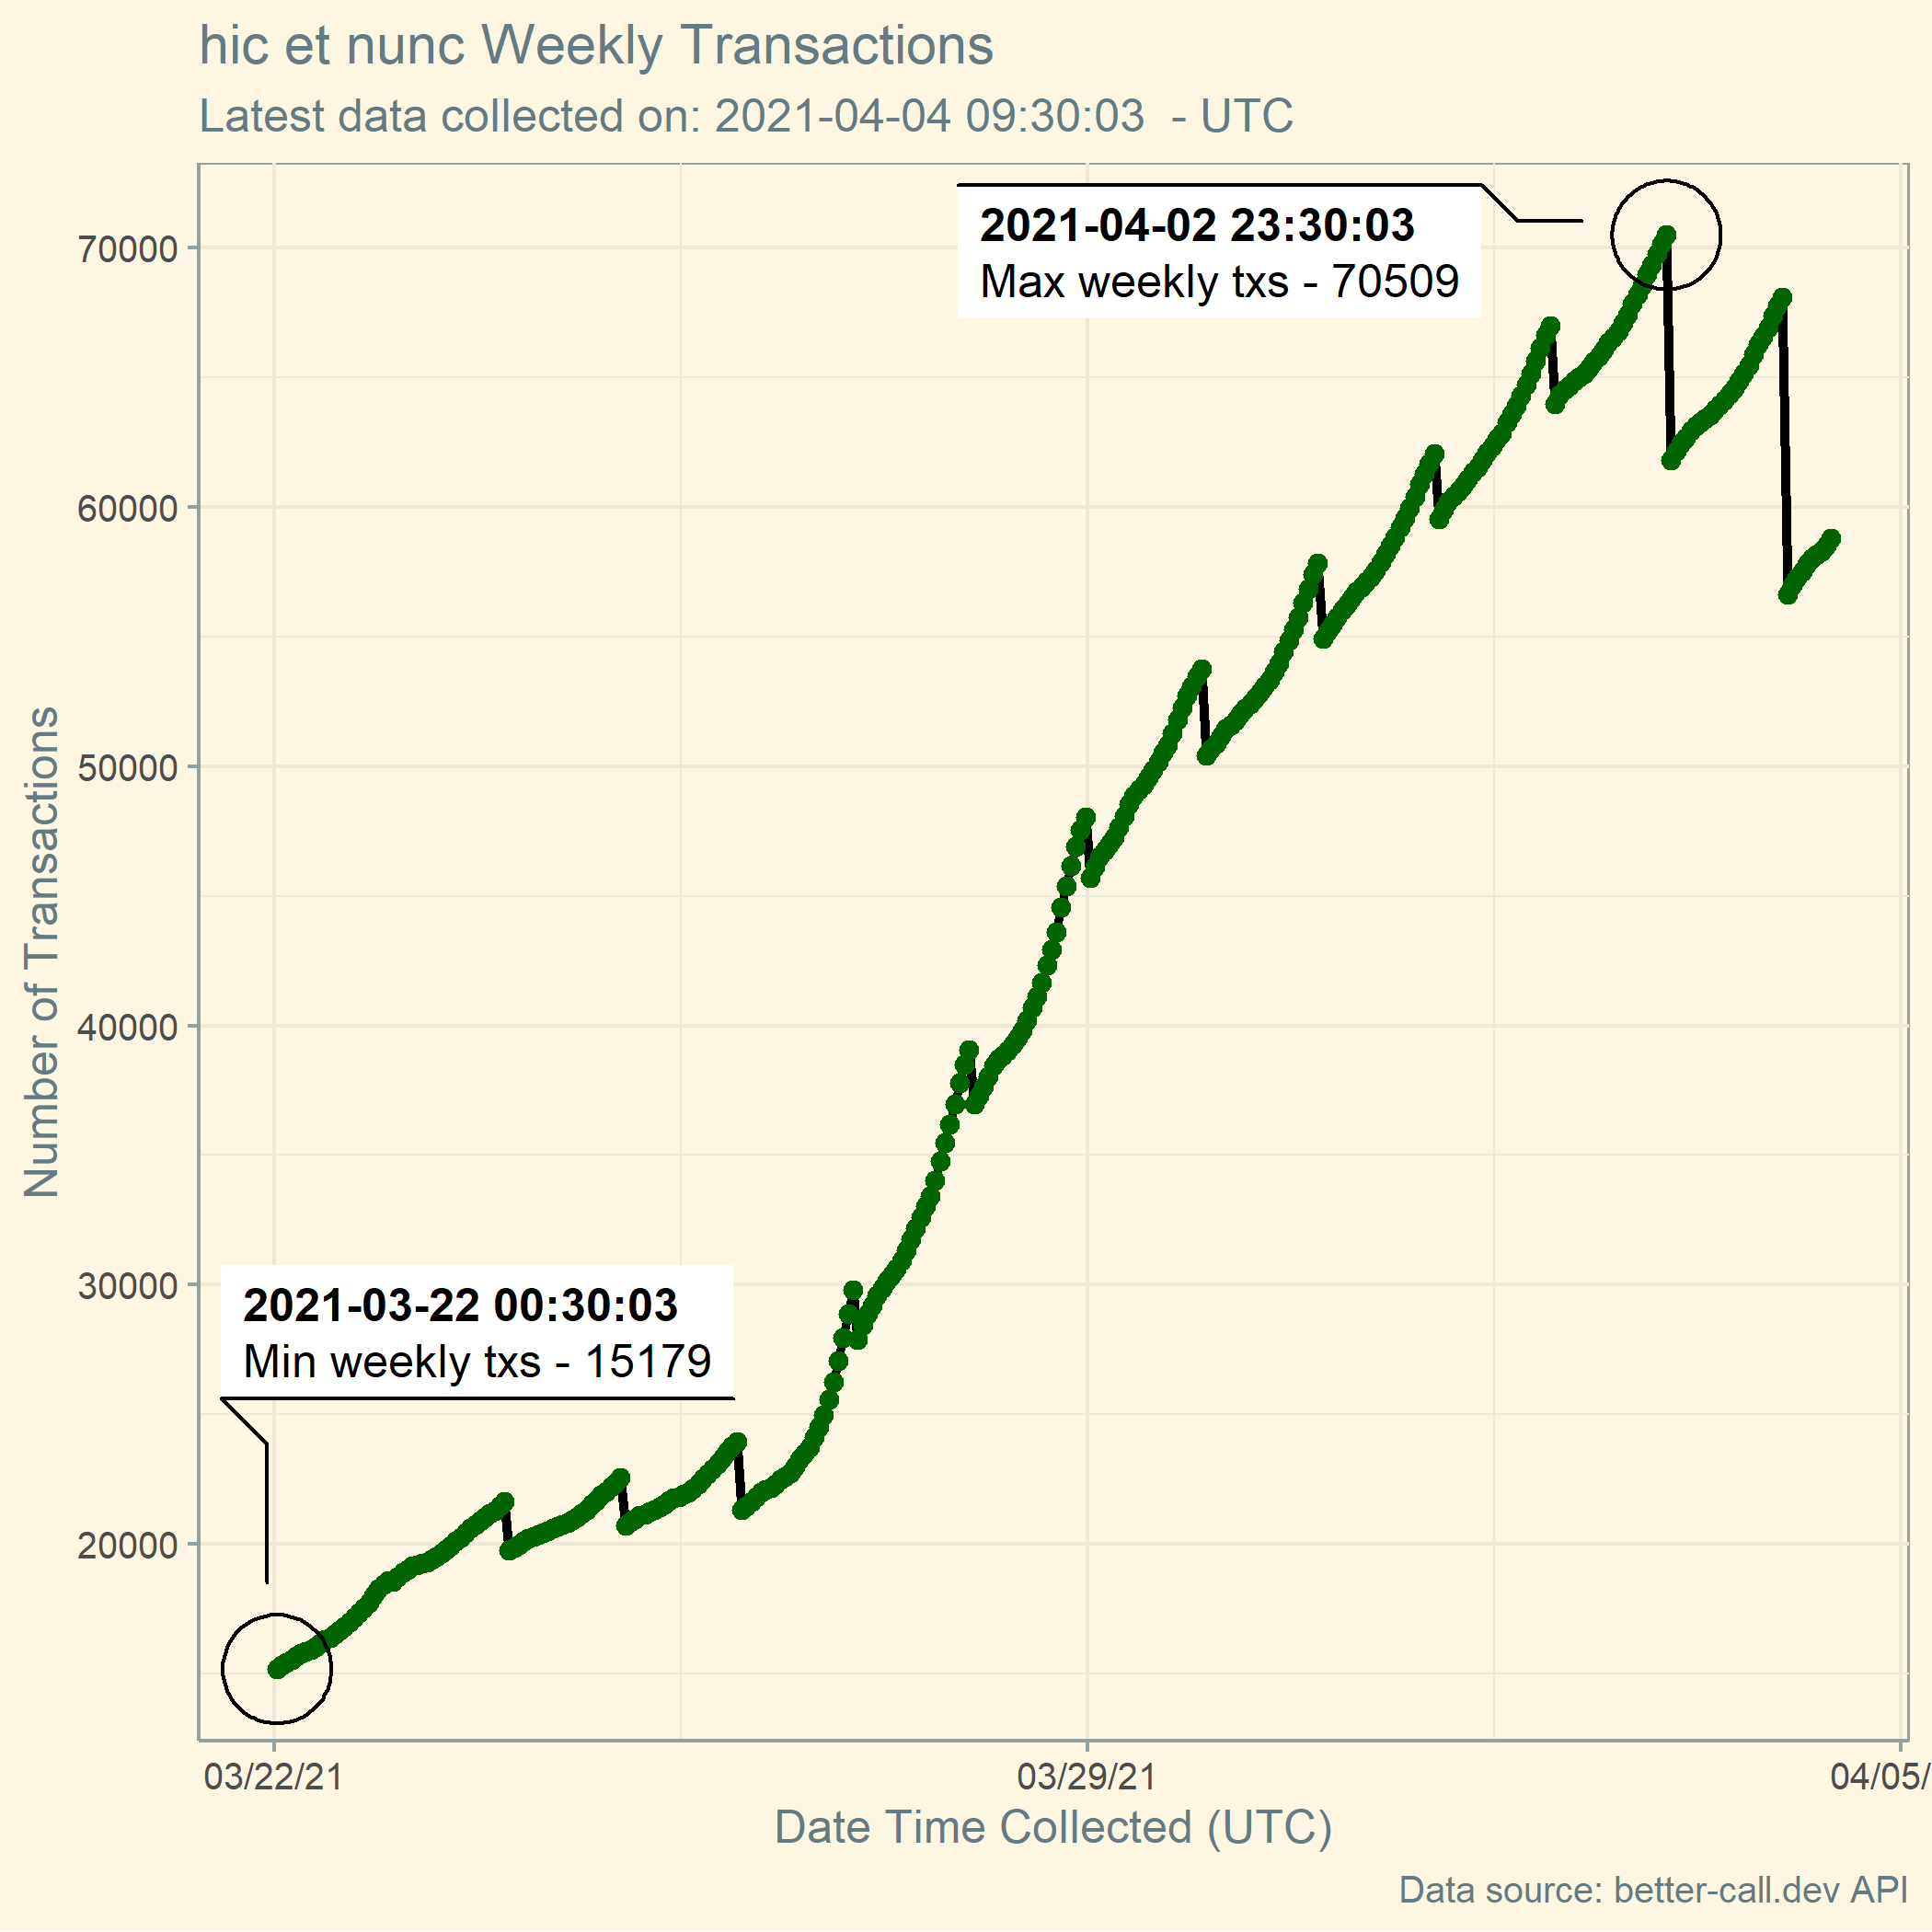 hic et nunc Weekly Transactions
Latest data collected on: 2021-04-04 09:30:03  - UTC
2021-04-02 23:30:03
Max weekly txs - 70509
2021-03-22 00:30:03
Min weekly txs - 15179
Number of Transactions
70000
60000
50000
40000
30000
20000
03/22/21
03/29/21
04/05/
Date Time Collected (UTC)
Data source: better-call.dev API